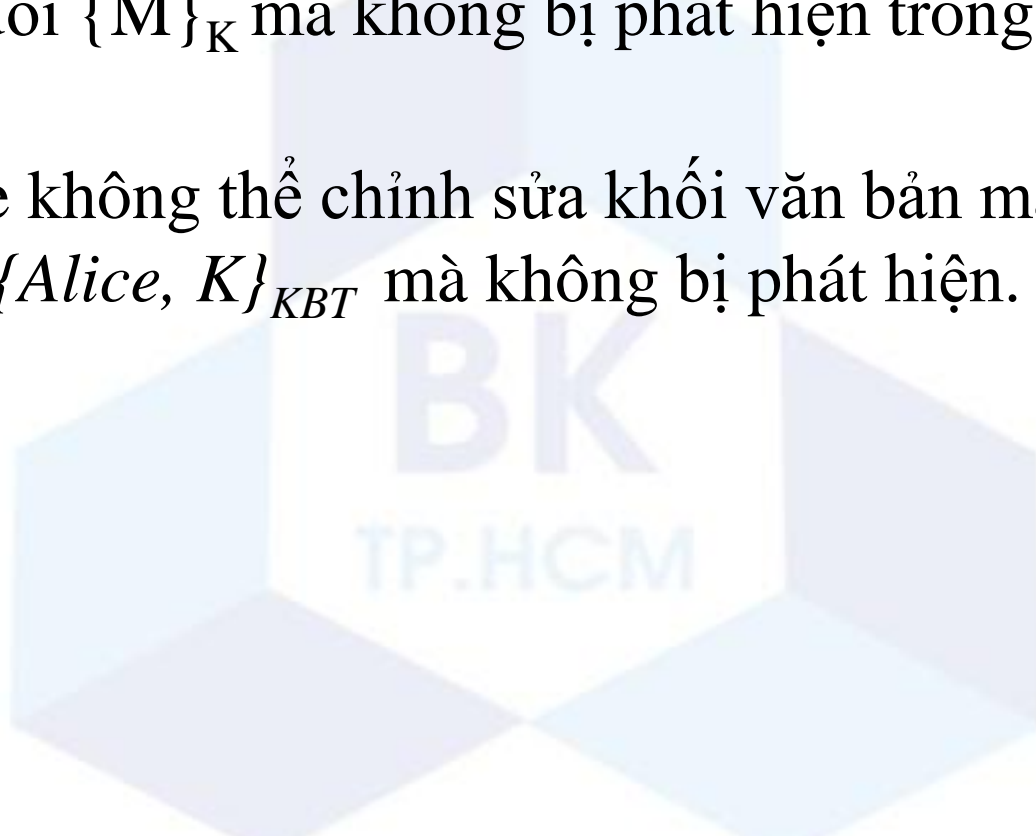 {M}K mà không bị phát hiện trong
không thể chỉnh sửa khối văn bản
{Alice, K}KBT mà không bị phát hiện.
BK
TP.HCM